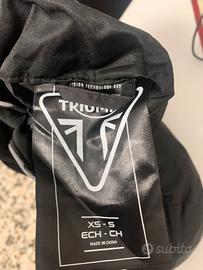 TRIUMPH
XS - S
ECH - CH
MADE IN CHINA
subito